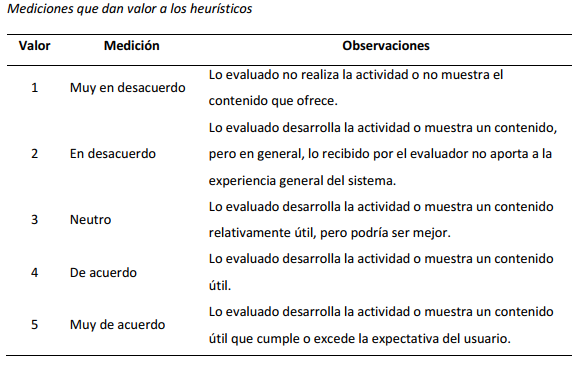 Mediciones que dan valor a los heurísticos
Valor Medición Observaciones
1 Muy en desacuerdo Lo evaluado no realiza la actividad o no muestra el
contenido que ofrece.
2 En desacuerdo Lo evaluado desarrolla la actividad o muestra un contenido,
pero en general, lo recibido por el evaluador no aporta a la
experiencia general del sistema.
3 Neutro Lo evaluado desarrolla la actividad o muestra un contenido
relativamente útil, pero podría ser mejor.
4 De acuerdo Lo evaluado desarrolla la actividad o muestra un contenido
útil.
5 Muy de acuerdo Lo evaluado desarrolla la actividad o muestra un contenido
útil que cumple o excede la expectativa del usuario.